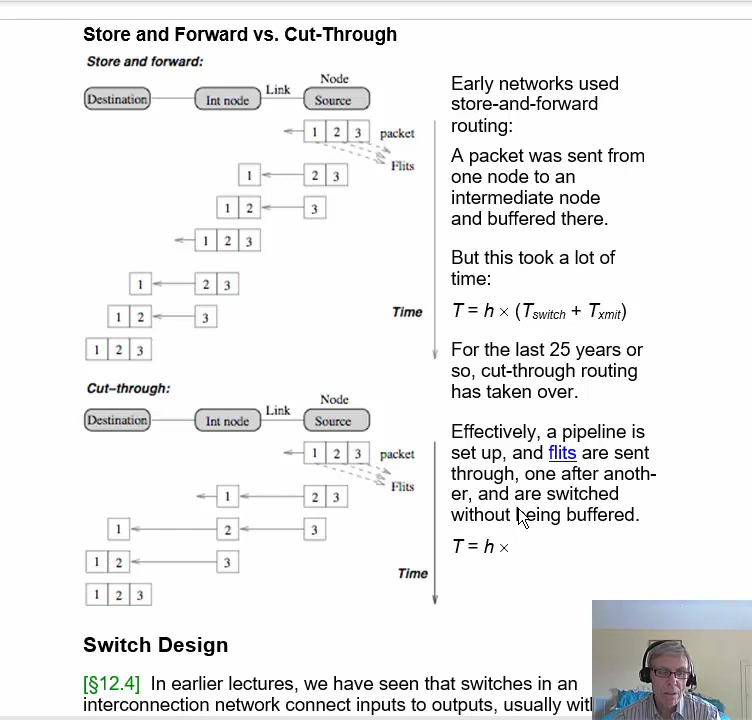 Store and Forward vs. Cut-Through
Store and forward:
Node
Link
Destination
Int node
Source
1 2 3 packet
Flits
1 2 3
1 2 3
1 2 3
1 2 3
1 2 3
1 2 3
Time
Cut–through:
Node
Link
Destination
Int node
Source
1 2 3 packet
Flits
1 2 3
1 2 3
1 2 3
1 2 3
Time
Early networks used
store-and-forward
routing:
A packet was sent from
one node to an
intermediate node
and buffered there.
But this took a lot of
time:
T = h × (Tswitch + Txmit)
For the last 25 years or
so, cut-through routing
has taken over.
Effectively, a pipeline is
set up, and flits are sent
through, one after anoth-
er, and are switched
without being buffered.
T = h ×
Switch Design
[§12.4] In earlier lectures, we have seen that switches in an
interconnection network connect inputs to outputs, usually